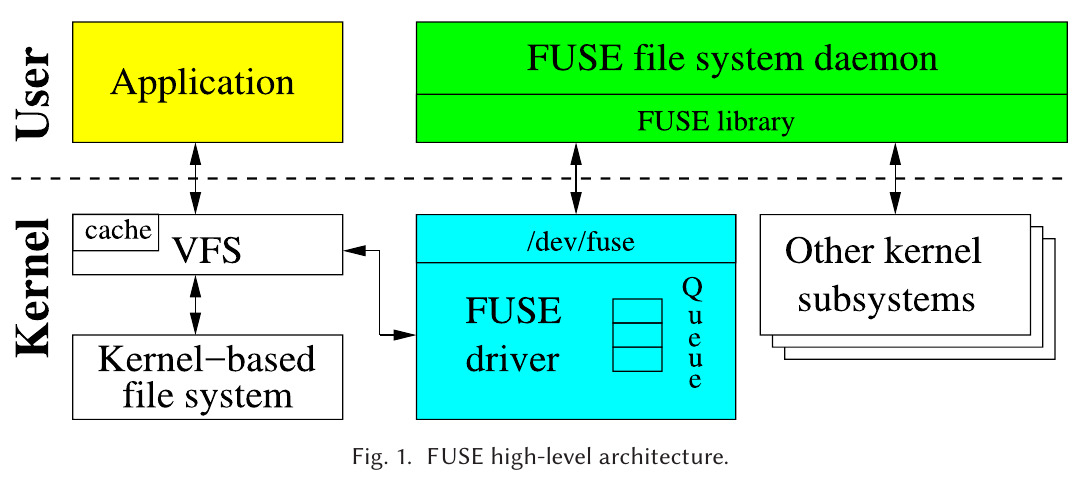 User
Application
FUSE file system daemon
FUSE library
Kernel
cache
VFS
Kernel−based
file system
/dev/fuse
FUSE
driver
Queue
Other kernel
subsystems
Fig. 1. FUSE high-level architecture.